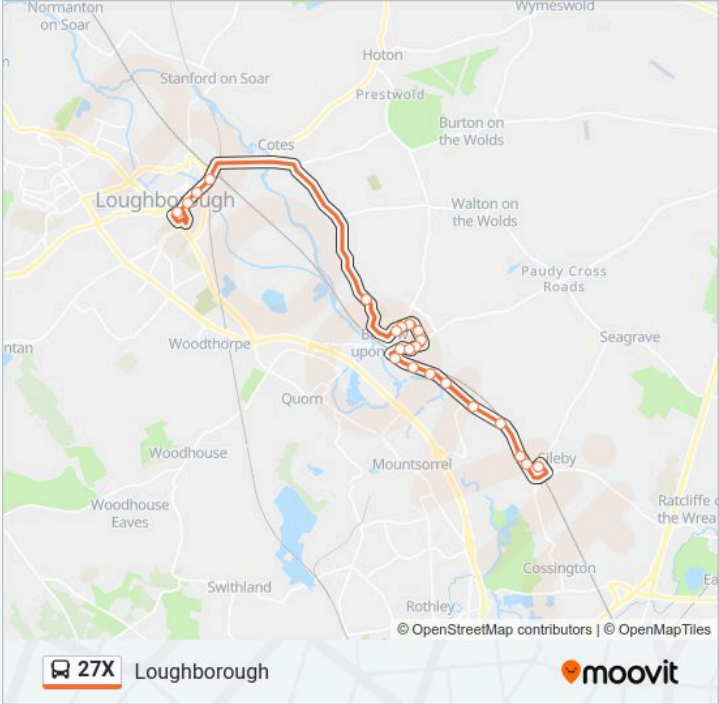 Normanton
on Soar
Wymeswold
Hoton
Stanford on Soar
Prestwold
Burton on
the Wolds
Cotes
Loughborough
Walton on
the Wolds
Paudy Cross
Roads
Seagrave
Woodthorpe
upon
Quorn
Woodhouse
Mountsorrel
Sileby
Woodhouse
Eaves
Ratcliffe
the Wrea
Cossington
Swithland
Rothley
© OpenStreetMap contributors | © OpenMapTiles
27X
Loughborough
moovit